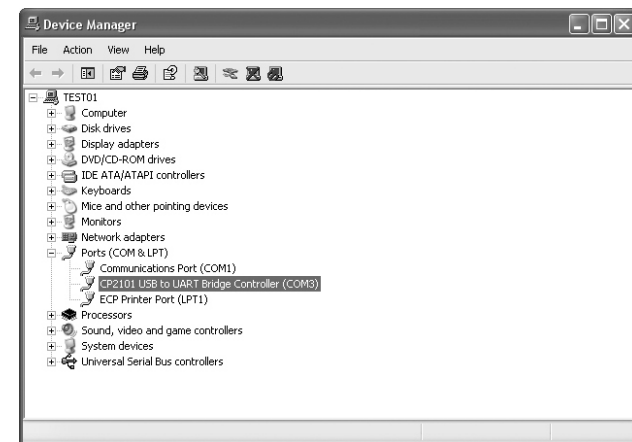 Device Manager
File Action View Help
TEST01
Computer
Disk drives
Display adapters
DVD/CD-ROM drives
IDE ATA/ATAPI controllers
Keyboards
Mice and other pointing devices
Monitors
Network adapters
Ports (COM & LPT)
Communications Port (COM1)
CP2101 USB to UART Bridge Controller (COM3)
ECP Printer Port (LPT1)
Processors
Sound, video and game controllers
System devices
Universal Serial Bus controllers